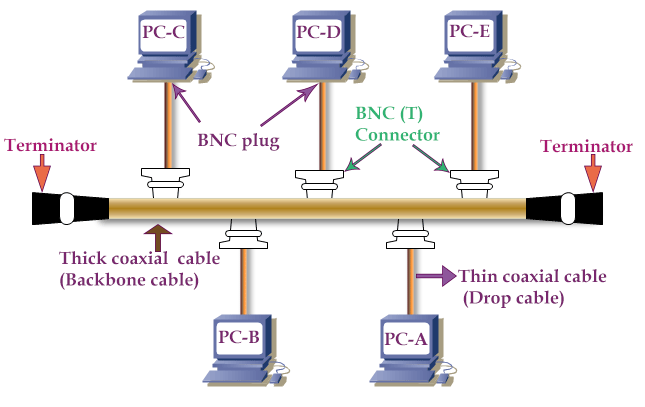 PC-C
PC-D
PC-E
BNC plug
BNC (T)
Connector
Terminator
Terminator
Thick coaxial cable
(Backbone cable)
Thin coaxial cable
(Drop cable)
PC-B
PC-A